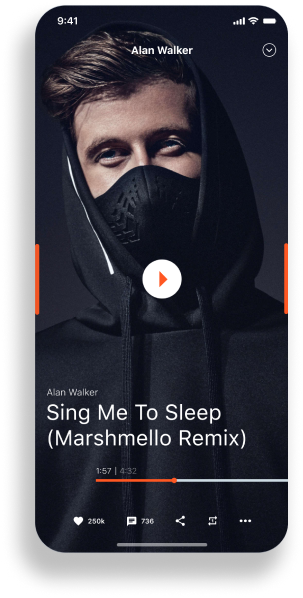 9:41
Alan Walker
Alan Walker
Sing Me To Sleep
(Marshmello Remix)
1:57 | 4:32
250k 736